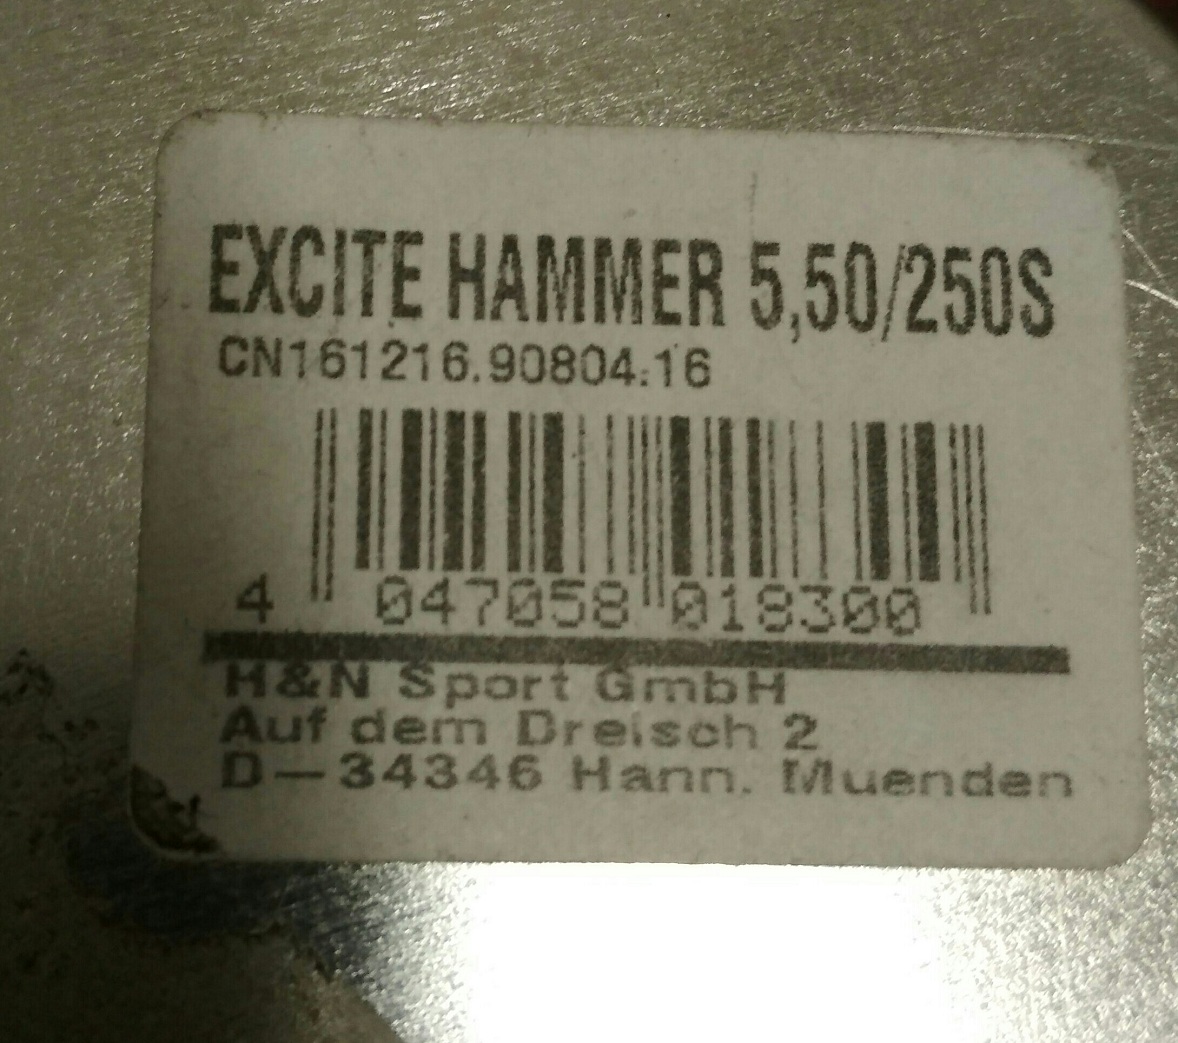 EXCITE HAMMER 5,50/250S
CN161216.90804.16
4 047058 018300
H&N Sport GmbH
Auf dem Dreisch 2
D-34346 Hann. Muenden